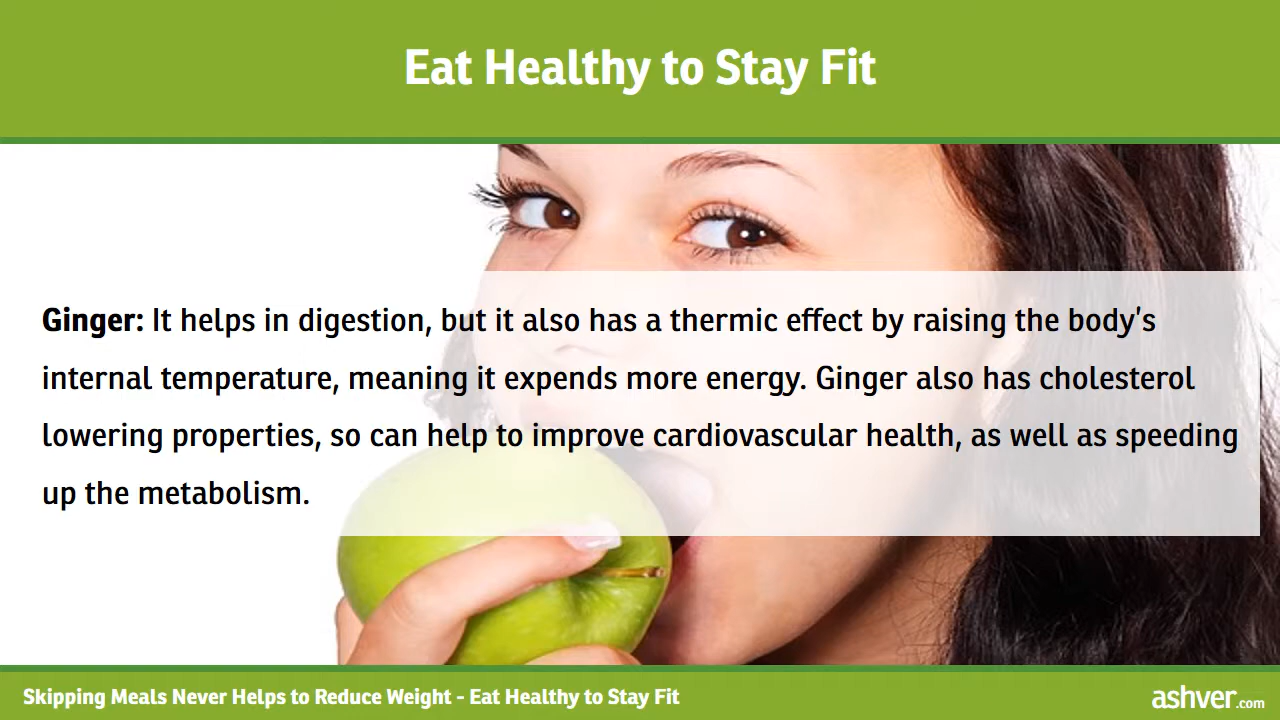 Eat Healthy to Stay Fit
Ginger: It helps in digestion, but it also has a thermic effect by raising the body's
internal temperature, meaning it expends more energy. Ginger also has cholesterol
lowering properties, so can help to improve cardiovascular health, as well as speeding
up the metabolism.
Skipping Meals Never Helps to Reduce Weight - Eat Healthy to Stay Fit
ashver.com